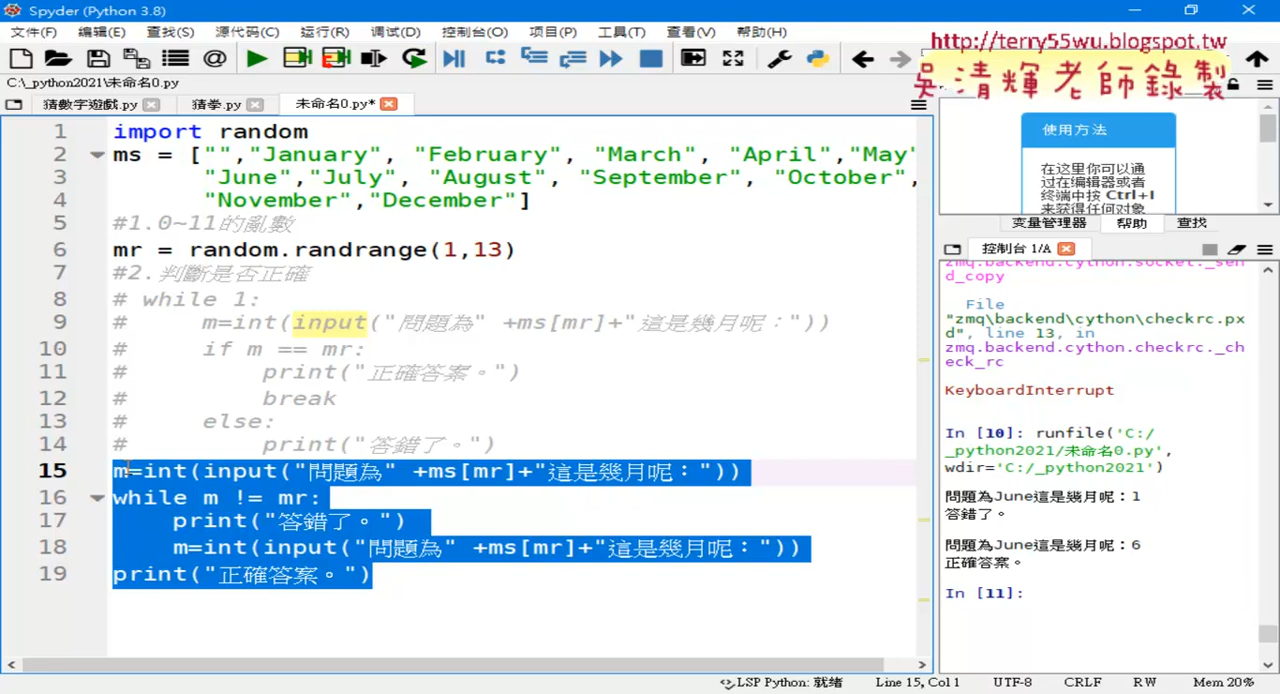 Spyder (Python 3.8)
文件(F) 编辑(E) 查找(S) 源代码(C) 运行(R) 调试(D) 控制台(O) 项目(P) 工具(T) 查看(V) 帮助(H)
http://terry55wu.blogspot.tw
吳清輝老師錄製
C:\_python2021\未命名0.py
猜數字遊戲.py 猜拳.py 未命名0.py*
1 import random
2 ms = ["","January", "February", "March", "April","May"
3 "June","July", "August", "September", "October",
4 "November","December"]
5 #1.0~11的亂數
6 mr = random.randrange(1,13)
7 #2.判斷是否正確
8 # while 1:
9 #     m=int(input("問題為" +ms[mr]+"這是幾月呢："))
10 #     if m == mr:
11 #         print("正確答案。")
12 #         break
13 #     else:
14 #         print("答錯了。")
15 m=int(input("問題為" +ms[mr]+"這是幾月呢："))
16 while m != mr:
17     print("答錯了。")
18     m=int(input("問題為" +ms[mr]+"這是幾月呢："))
19 print("正確答案。")
使用方法
在这里你可以通
过在编辑器或者
终端中按 Ctrl+I
来获得任何对象
变量管理器 帮助 查找
控制台 1/A
zmq.backend.cython.socket._sen
d_copy
File
"zmq\backend\cython\checkrc.px
d", line 13, in
zmq.backend.cython.checkrc._ch
eck_rc
KeyboardInterrupt
In [10]: runfile('C:/
_python2021/未命名0.py',
wdir='C:/_python2021')
問題為June這是幾月呢：1
答錯了。
問題為June這是幾月呢：6
正確答案。
In [11]:
LSP Python: 就绪 Line 15, Col 1 UTF-8 CRLF RW Mem 20%